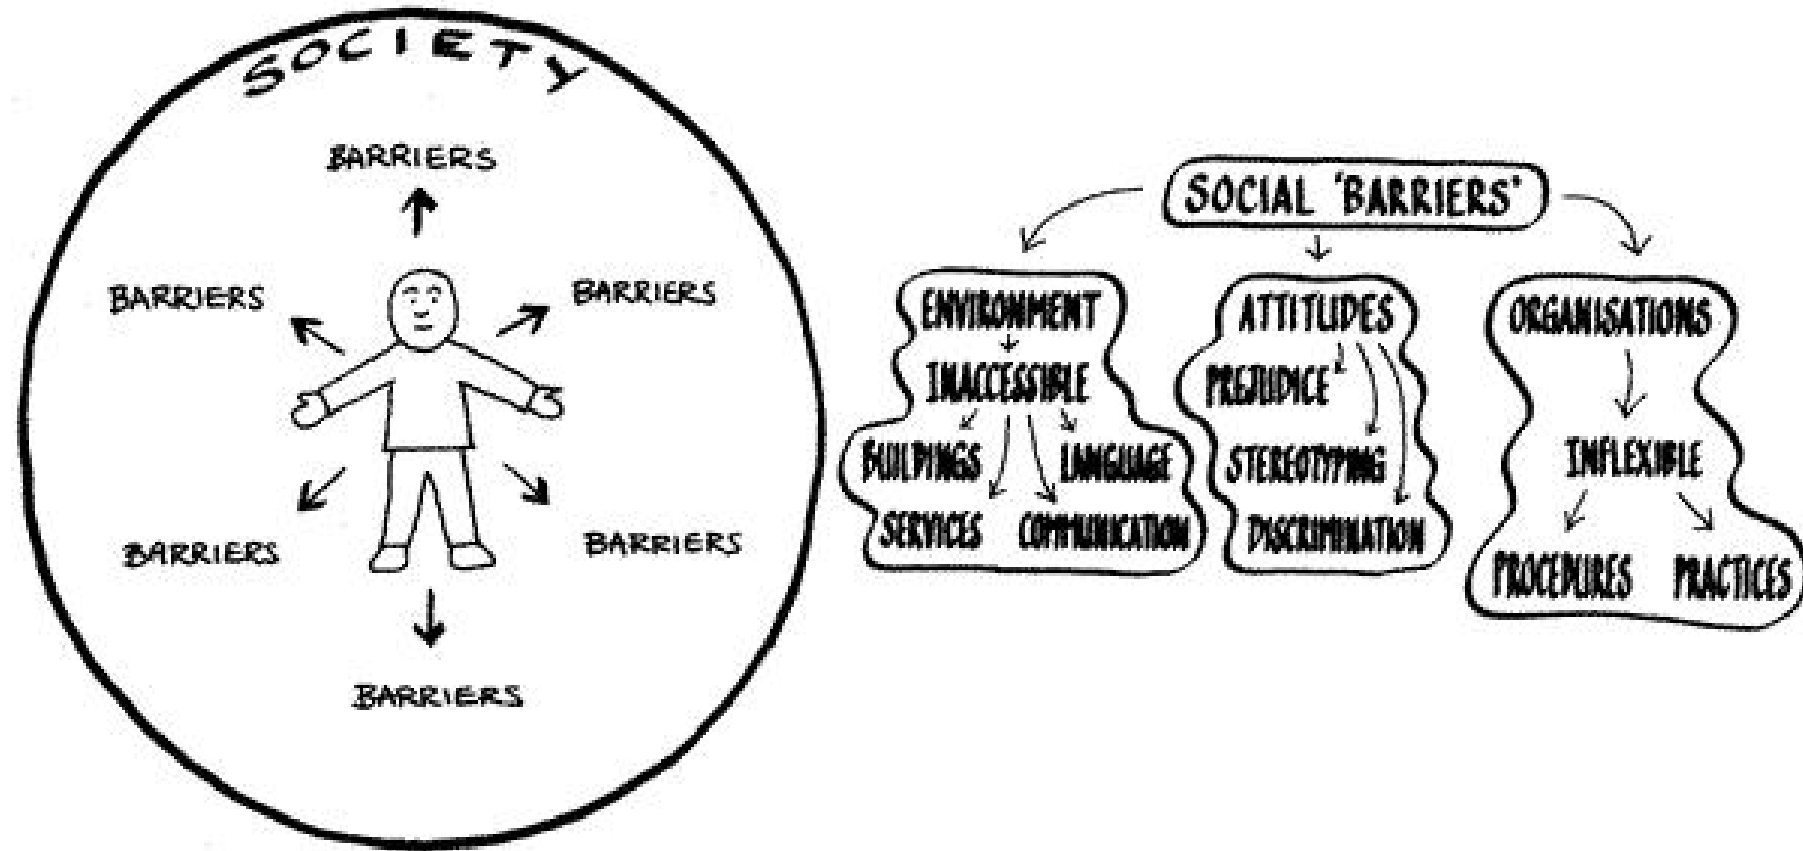 SOCIETY
BARRIERS
BARRIERS
BARRIERS
BARRIERS
BARRIERS
BARRIERS
SOCIAL 'BARRIERS'
ENVIRONMENT
INACCESSIBLE
BUILDINGS LANGUAGE
SERVICES COMMUNICATION
ATTITUDES
PREJUDICE
STEREOTYPING
DISCRIMINATION
ORGANISATIONS
INFLEXIBLE
PROCEDURES PRACTICES